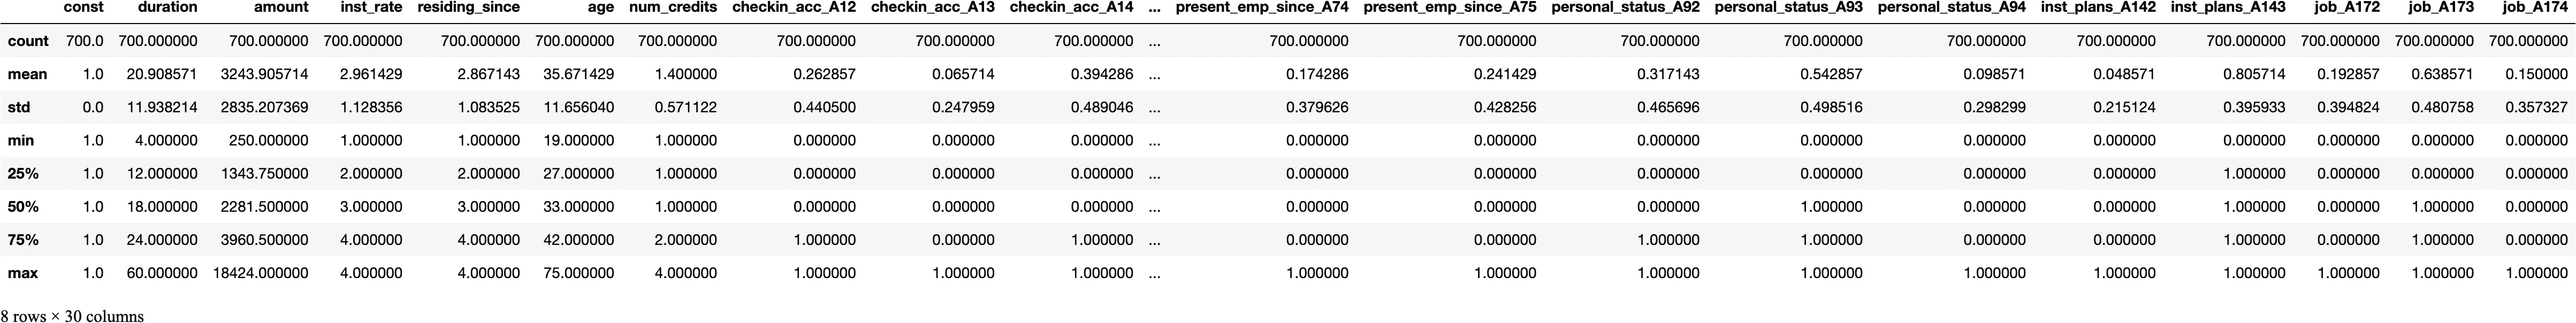 const duration amount inst_rate residing_since age num_credits checkin_acc_A12 checkin_acc_A13 checkin_acc_A14 ... present_emp_since_A74 present_emp_since_A75 personal_status_A92 personal_status_A93 personal_status_A94 inst_plans_A142 inst_plans_A143 job_A172 job_A173 job_A174
count 700.0 700.000000 700.000000 700.000000 700.000000 700.000000 700.000000 700.000000 700.000000 700.000000 ... 700.000000 700.000000 700.000000 700.000000 700.000000 700.000000 700.000000 700.000000 700.000000 700.000000
mean 1.0 20.908571 3243.905714 2.961429 2.867143 35.671429 1.400000 0.262857 0.065714 0.394286 ... 0.174286 0.241429 0.317143 0.542857 0.098571 0.048571 0.805714 0.192857 0.638571 0.150000
std 0.0 11.938214 2835.207369 1.128356 1.083525 11.656040 0.571122 0.440500 0.247959 0.489046 ... 0.379626 0.428256 0.465696 0.498516 0.298299 0.215124 0.395933 0.394824 0.480758 0.357327
min 1.0 4.000000 250.000000 1.000000 1.000000 19.000000 1.000000 0.000000 0.000000 0.000000 ... 0.000000 0.000000 0.000000 0.000000 0.000000 0.000000 0.000000 0.000000 0.000000 0.000000
25% 1.0 12.000000 1343.750000 2.000000 2.000000 27.000000 1.000000 0.000000 0.000000 0.000000 ... 0.000000 0.000000 0.000000 0.000000 0.000000 0.000000 1.000000 0.000000 0.000000 0.000000
50% 1.0 18.000000 2281.500000 3.000000 3.000000 33.000000 1.000000 0.000000 0.000000 0.000000 ... 0.000000 0.000000 0.000000 1.000000 0.000000 0.000000 1.000000 0.000000 1.000000 0.000000
75% 1.0 24.000000 3960.500000 4.000000 4.000000 42.000000 2.000000 1.000000 0.000000 1.000000 ... 0.000000 0.000000 1.000000 1.000000 0.000000 0.000000 1.000000 0.000000 1.000000 0.000000
max 1.0 60.000000 18424.000000 4.000000 4.000000 75.000000 4.000000 1.000000 1.000000 1.000000 ... 1.000000 1.000000 1.000000 1.000000 1.000000 1.000000 1.000000 1.000000 1.000000 1.000000
8 rows × 30 columns